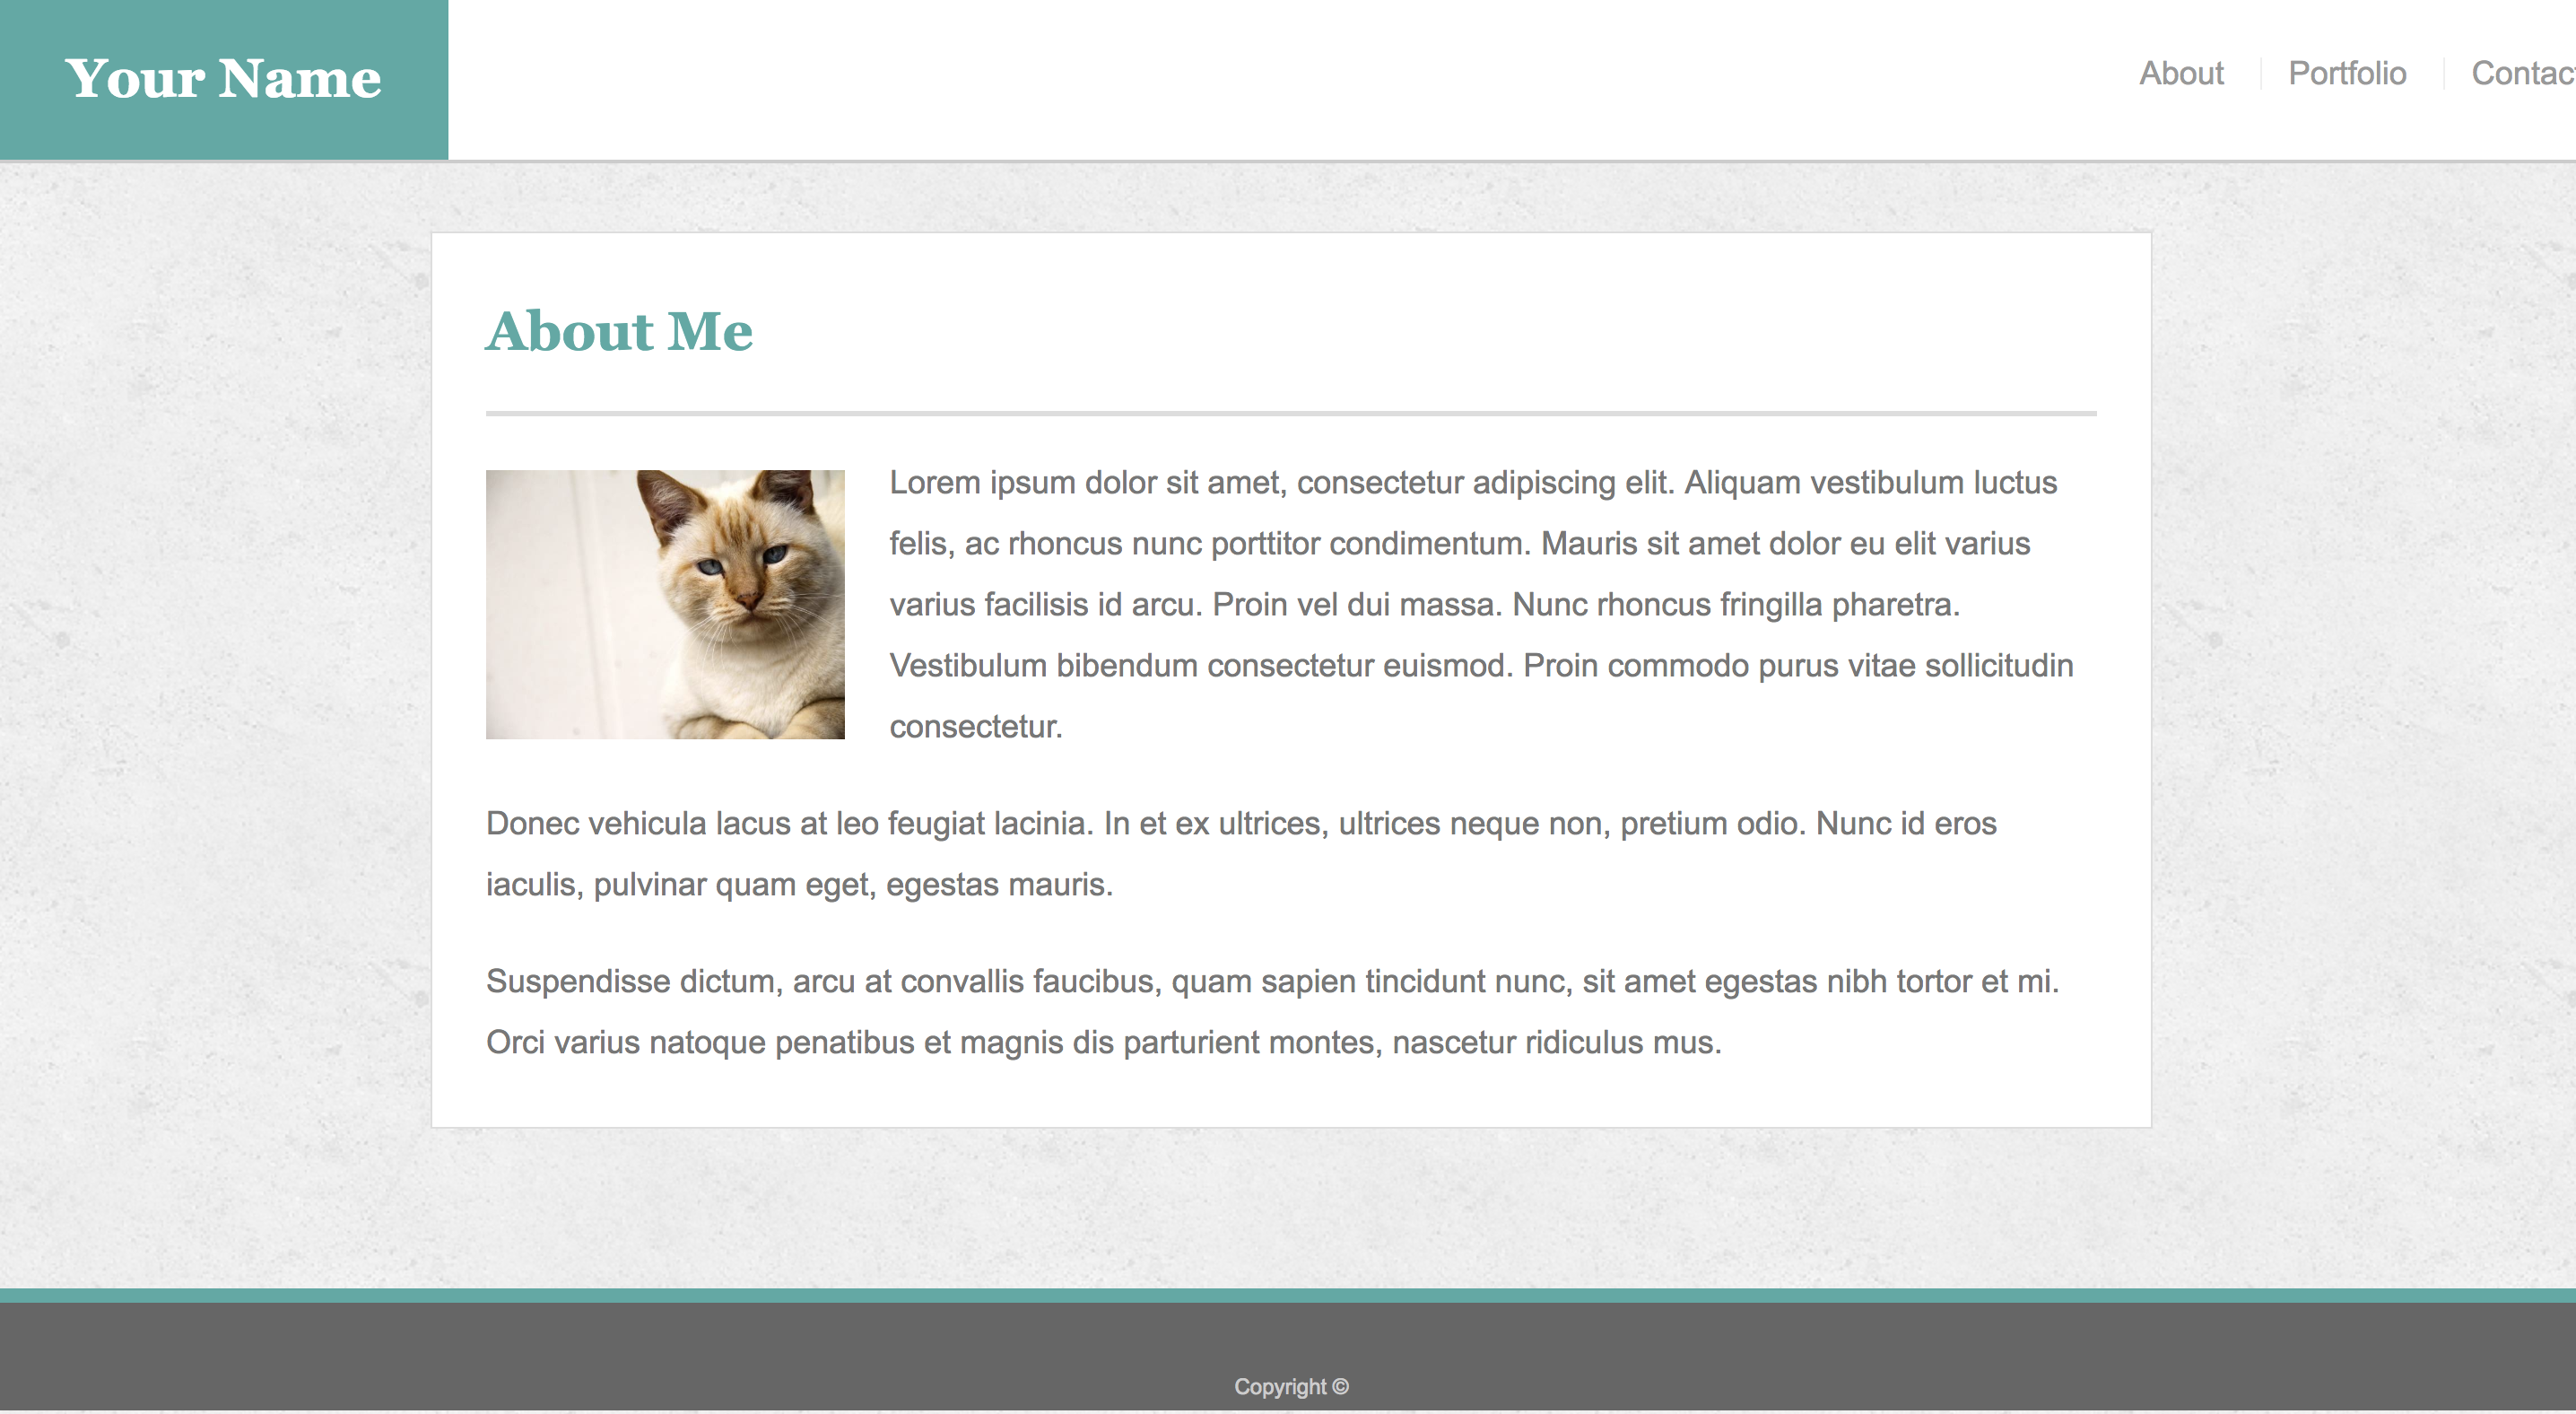 Your Name
About
Portfolio
Contact
About Me
Lorem ipsum dolor sit amet, consectetur adipiscing elit. Aliquam vestibulum luctus
felis, ac rhoncus nunc porttitor condimentum. Mauris sit amet dolor eu elit varius
varius facilisis id arcu. Proin vel dui massa. Nunc rhoncus fringilla pharetra.
Vestibulum bibendum consectetur euismod. Proin commodo purus vitae sollicitudin
consectetur.
Donec vehicula lacus at leo feugiat lacinia. In et ex ultrices, ultrices neque non, pretium odio. Nunc id eros
iaculis, pulvinar quam eget, egestas mauris.
Suspendisse dictum, arcu at convallis faucibus, quam sapien tincidunt nunc, sit amet egestas nibh tortor et mi.
Orci varius natoque penatibus et magnis dis parturient montes, nascetur ridiculus mus.
Copyright ©